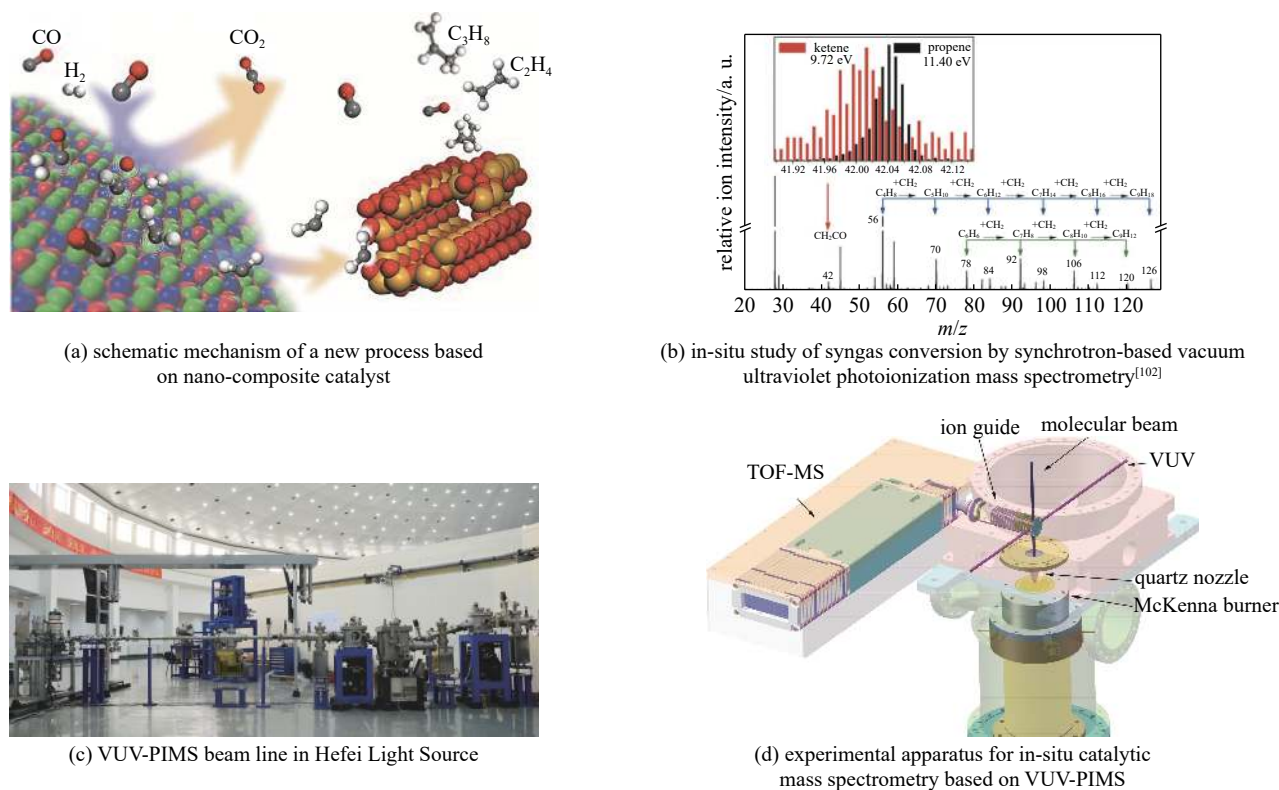 CO
H₂
CO₂
C₃H₈
C₂H₄
(a) schematic mechanism of a new process based
on nano-composite catalyst
relative ion intensity/a. u.
ketene
9.72 eV
propene
11.40 eV
41.92 41.96 42.00 42.04 42.08 42.12
+CH₂ +CH₂ +CH₂ +CH₂ +CH₂
C₄H₈ C₅H₁₀ C₆H₁₂ C₇H₁₄ C₈H₁₆ C₉H₁₈
+CH₂ +CH₂ +CH₂
C₆H₆ C₇H₈ C₈H₁₀ C₉H₁₂
CH₂CO
42 56 70 78 84 92 98 106 112 120 126
20 30 40 50 60 70 80 90 100 110 120
m/z
(b) in-situ study of syngas conversion by synchrotron-based vacuum
ultraviolet photoionization mass spectrometry[102]
(c) VUV-PIMS beam line in Hefei Light Source
ion guide
molecular beam
VUV
TOF-MS
quartz nozzle
McKenna burner
(d) experimental apparatus for in-situ catalytic
mass spectrometry based on VUV-PIMS